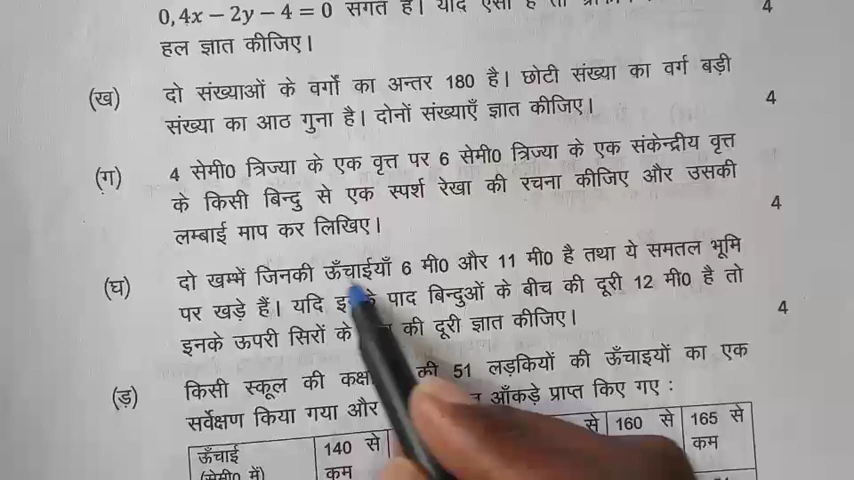 0, 4x − 2y − 4 = 0 संगत है। यदि ऐसा है तो
4
हल ज्ञात कीजिए।
(ख) दो संख्याओं के वर्गों का अन्तर 180 है। छोटी संख्या का वर्ग बड़ी
संख्या का आठ गुना है। दोनों संख्याएँ ज्ञात कीजिए।
4
(ग) 4 सेमी0 त्रिज्या के एक वृत्त पर 6 सेमी0 त्रिज्या के एक संकेन्द्रीय वृत्त
के किसी बिन्दु से एक स्पर्श रेखा की रचना कीजिए और उसकी
लम्बाई माप कर लिखिए।
4
(घ) दो खम्भें जिनकी ऊँचाईयाँ 6 मी0 और 11 मी0 है तथा ये समतल भूमि
पर खड़े हैं। यदि पाद बिन्दुओं के बीच की दूरी 12 मी0 है तो
इनके ऊपरी सिरों के की दूरी ज्ञात कीजिए।
4
(ड़) किसी स्कूल की की 51 लड़कियों की ऊँचाइयों का एक
सर्वेक्षण किया गया और आँकड़े प्राप्त किए गए :
ऊँचाई 140 से से 160 से 165 से
(सेमी0 में) कम कम